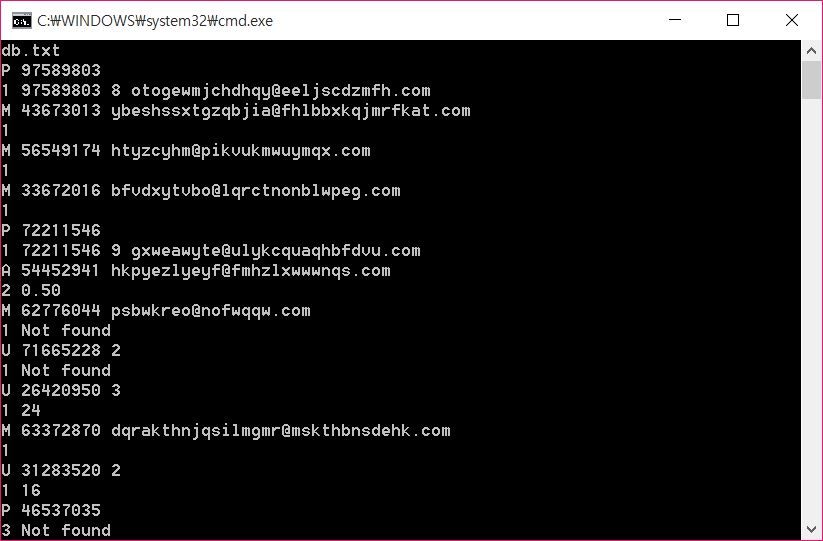 C:₩WINDOWS₩system32₩cmd.exe
db.txt
P 97589803
1 97589803 8 otogewmjchdhqy@eeljscdzmfh.com
M 43673013 ybeshssxtgzqbjia@fhlbbxkqjmrfkat.com
1
M 56549174 htyzcyhm@pikvukmwuymqx.com
1
M 33672016 bfvdxytvbo@lqrctnonblwpeg.com
1
P 72211546
1 72211546 9 gxweawyte@ulykcquaqhbfdvu.com
A 54452941 hkpyezlyeyf@fmhzlxwwwnqs.com
2 0.50
M 62776044 psbwkreo@nofwqqw.com
1 Not found
U 71665228 2
1 Not found
U 26420950 3
1 24
M 63372870 dqrakthnjqsilmgmr@mskthbnsdehk.com
1
U 31283520 2
1 16
P 46537035
3 Not found